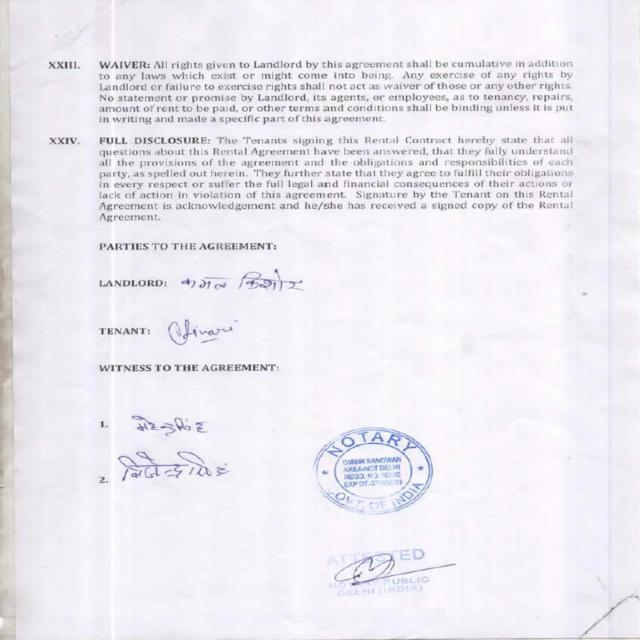 XXIII. WAIVER: All rights given to Landlord by this agreement shall be cumulative in addition
to any laws which exist or might come into being. Any exercise of any rights by
Landlord or failure to exercise rights shall not act as waiver of those or any other rights.
No statement or promise by Landlord, its agents, or employees, as to tenancy, repairs,
amount of rent to be paid, or other terms and conditions shall be binding unless it is put
in writing and made a specific part of this agreement.
XXIV. FULL DISCLOSURE: The Tenants signing this Rental Contract hereby state that all
questions about this Rental Agreement have been answered, that they fully understand
all the provisions of the agreement and the obligations and responsibilities of each
party, as spelled out herein. They further state that they agree to fulfill their obligations
in every respect or suffer the full legal and financial consequences of their actions or
lack of action in violation of this agreement. Signature by the Tenant on this Rental
Agreement is acknowledgement and he/she has received a signed copy of the Rental
Agreement.
PARTIES TO THE AGREEMENT:
LANDLORD: कमल किशोर
TENANT:
WITNESS TO THE AGREEMENT:
1.
2.
NOTARY
SANGWAN
AREA-NCT DELHI
REGD. NO.
GOVT. OF INDIA
ATTESTED
NOTARY PUBLIC
DELHI (INDIA)